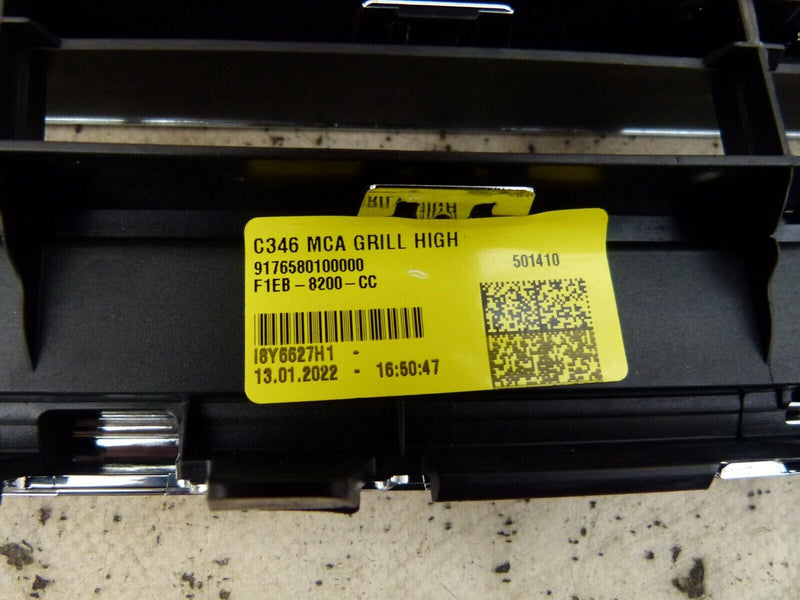 C346 MCA GRILL HIGH
9176580100000
501410
F1EB-8200-CC
I8Y6627H1 -
13.01.2022 - 16:50:47